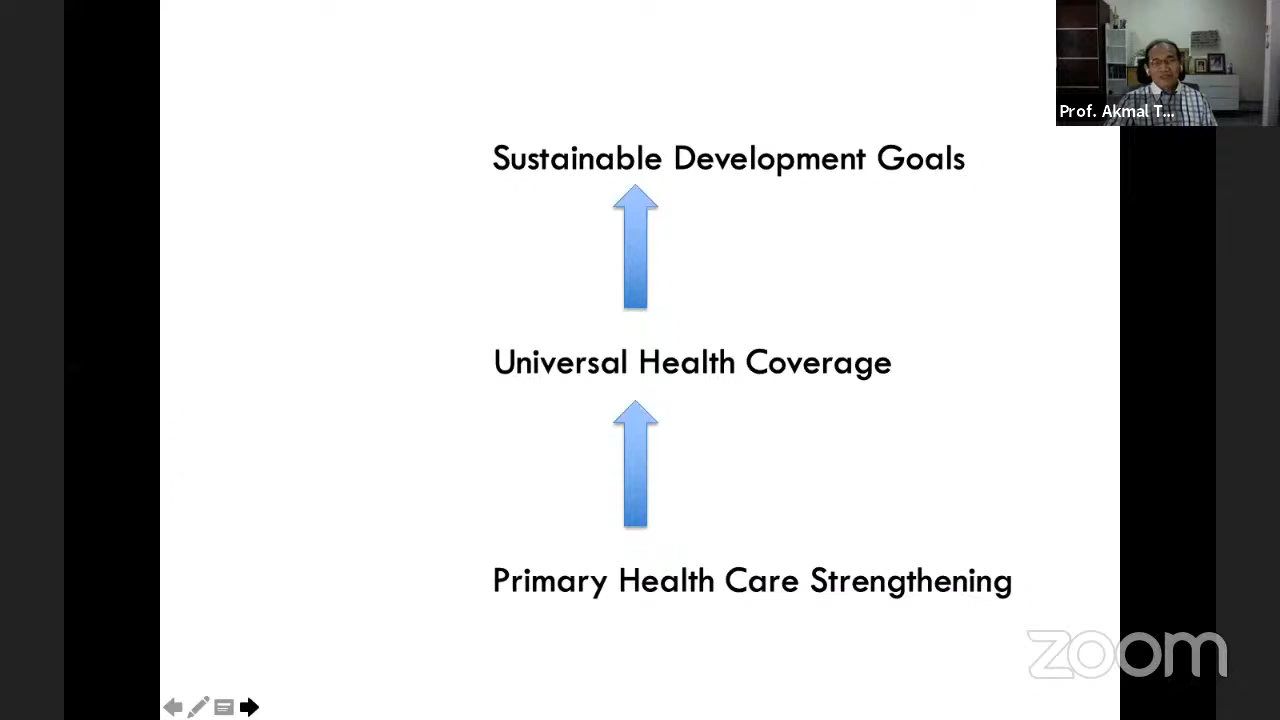 Prof. Akmal T...
Sustainable Development Goals
Universal Health Coverage
Primary Health Care Strengthening
zoom